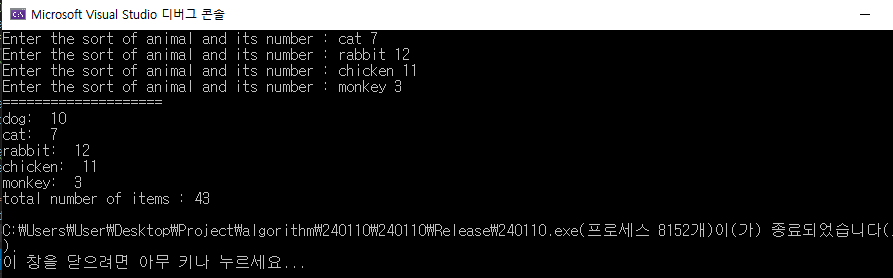 Microsoft Visual Studio 디버그 콘솔
Enter the sort of animal and its number : cat 7
Enter the sort of animal and its number : rabbit 12
Enter the sort of animal and its number : chicken 11
Enter the sort of animal and its number : monkey 3
====================
dog:  10
cat:  7
rabbit:  12
chicken:  11
monkey:  3
total number of items : 43
C:₩Users₩User₩Desktop₩Project₩algorithm₩240110₩240110₩Release₩240110.exe(프로세스 8152개)이(가) 종료되었습니다(
)
이 창을 닫으려면 아무 키나 누르세요...